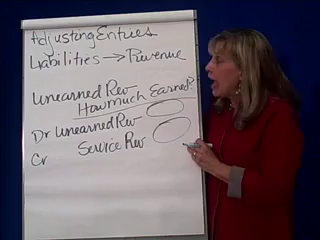 Adjusting Entries
Liabilities → Revenue
Unearned Rev
How much Earned?
Dr Unearned Rev
Cr Service Rev